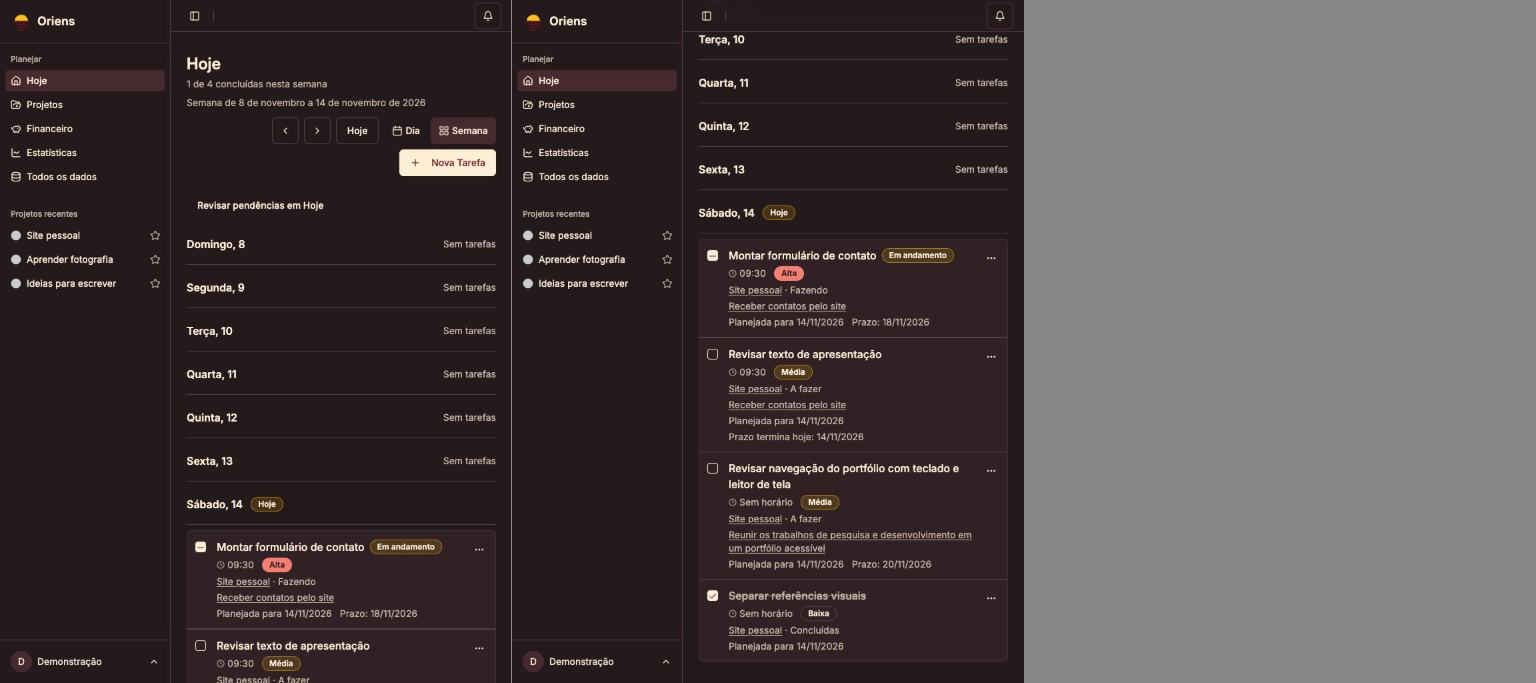 Oriens
Planejar
Hoje
Projetos
Financeiro
Estatísticas
Todos os dados
Projetos recentes
Site pessoal
Aprender fotografia
Ideias para escrever
D Demonstração
Hoje
1 de 4 concluídas nesta semana
Semana de 8 de novembro a 14 de novembro de 2026
Hoje Dia Semana
+ Nova Tarefa
Revisar pendências em Hoje
Domingo, 8 Sem tarefas
Segunda, 9 Sem tarefas
Terça, 10 Sem tarefas
Quarta, 11 Sem tarefas
Quinta, 12 Sem tarefas
Sexta, 13 Sem tarefas
Sábado, 14 Hoje
Montar formulário de contato Em andamento ...
09:30 Alta
Site pessoal · Fazendo
Receber contatos pelo site
Planejada para 14/11/2026 Prazo: 18/11/2026
Revisar texto de apresentação ...
09:30 Média
Site pessoal · A fazer
Oriens
Planejar
Hoje
Projetos
Financeiro
Estatísticas
Todos os dados
Projetos recentes
Site pessoal
Aprender fotografia
Ideias para escrever
D Demonstração
Terça, 10 Sem tarefas
Quarta, 11 Sem tarefas
Quinta, 12 Sem tarefas
Sexta, 13 Sem tarefas
Sábado, 14 Hoje
Montar formulário de contato Em andamento ...
09:30 Alta
Site pessoal · Fazendo
Receber contatos pelo site
Planejada para 14/11/2026 Prazo: 18/11/2026
Revisar texto de apresentação ...
09:30 Média
Site pessoal · A fazer
Receber contatos pelo site
Planejada para 14/11/2026
Prazo termina hoje: 14/11/2026
Revisar navegação do portfólio com teclado e ...
leitor de tela
Sem horário Média
Site pessoal · A fazer
Reunir os trabalhos de pesquisa e desenvolvimento em
um portfólio acessível
Planejada para 14/11/2026 Prazo: 20/11/2026
Separar referências visuais ...
Sem horário Baixa
Site pessoal · Concluídas
Planejada para 14/11/2026